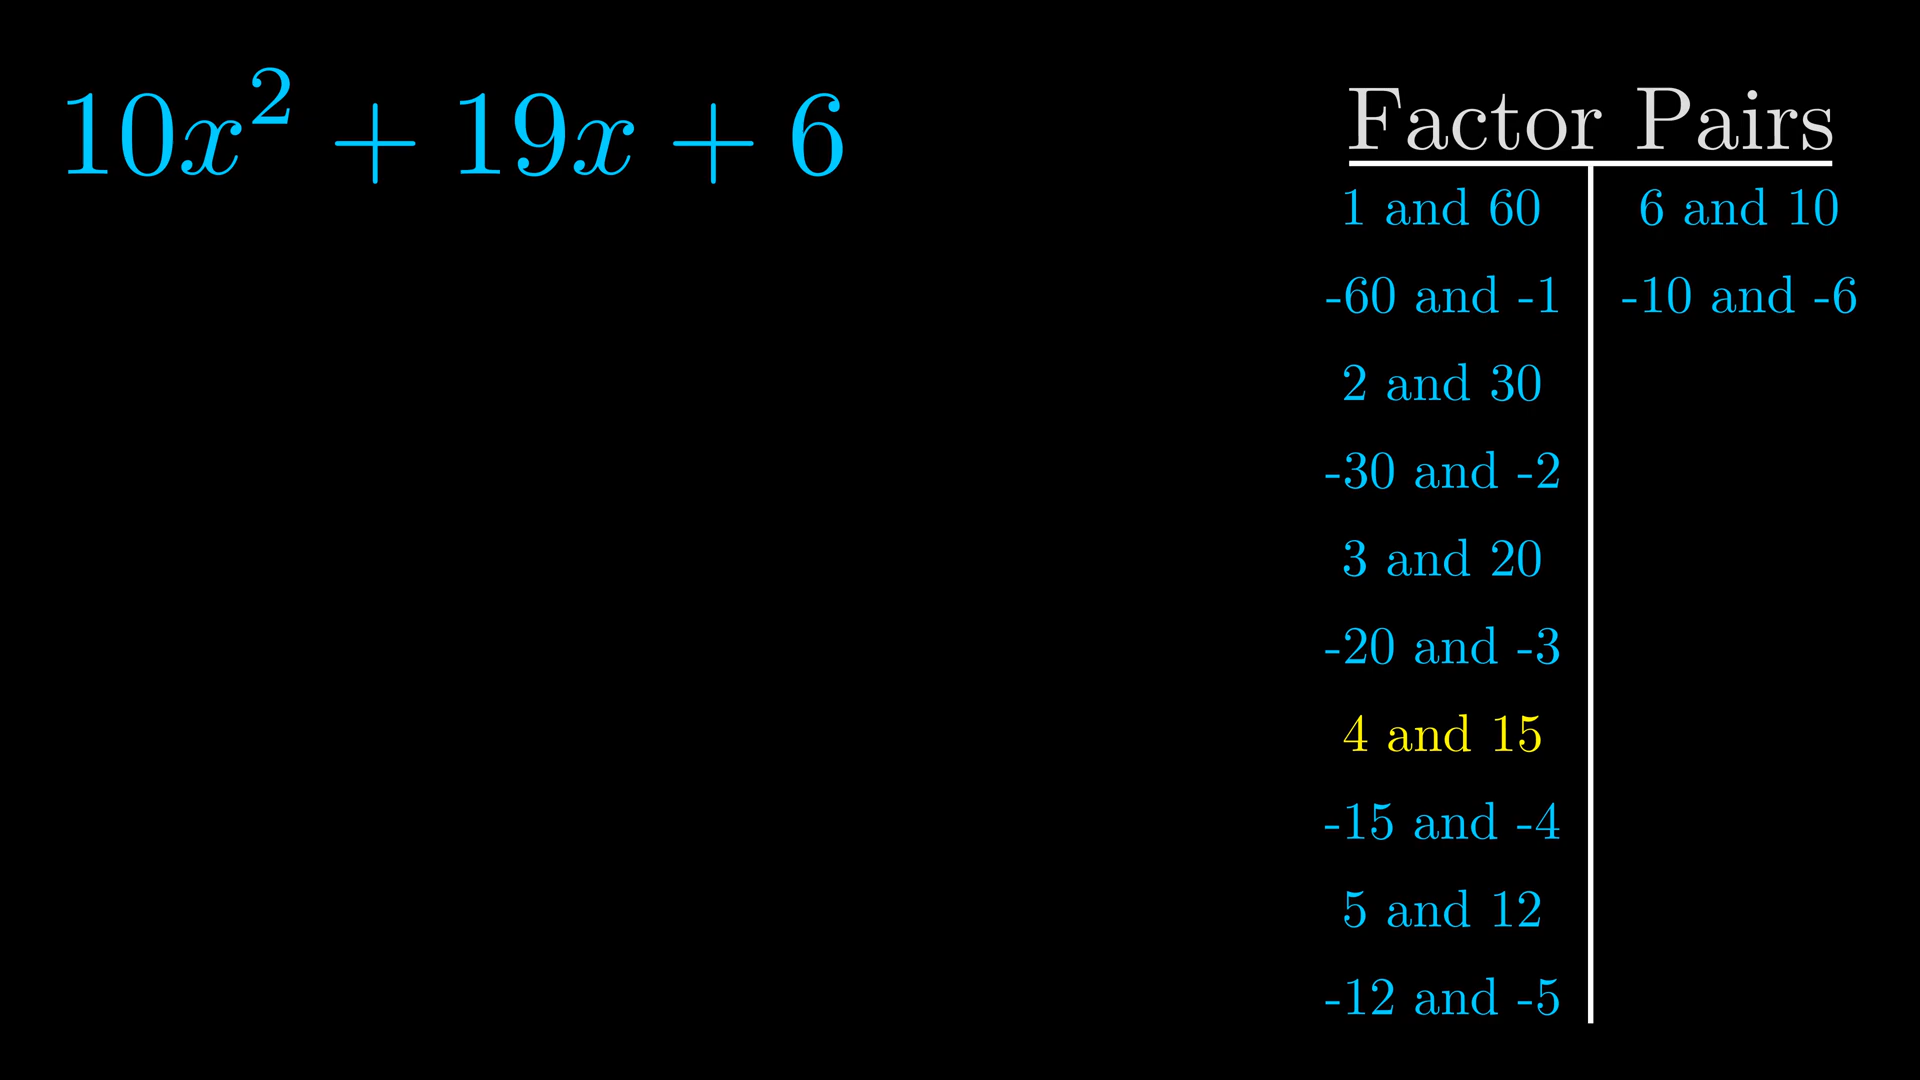 10x² + 19x + 6
Factor Pairs
1 and 60
-60 and -1
2 and 30
-30 and -2
3 and 20
-20 and -3
4 and 15
-15 and -4
5 and 12
-12 and -5
6 and 10
-10 and -6